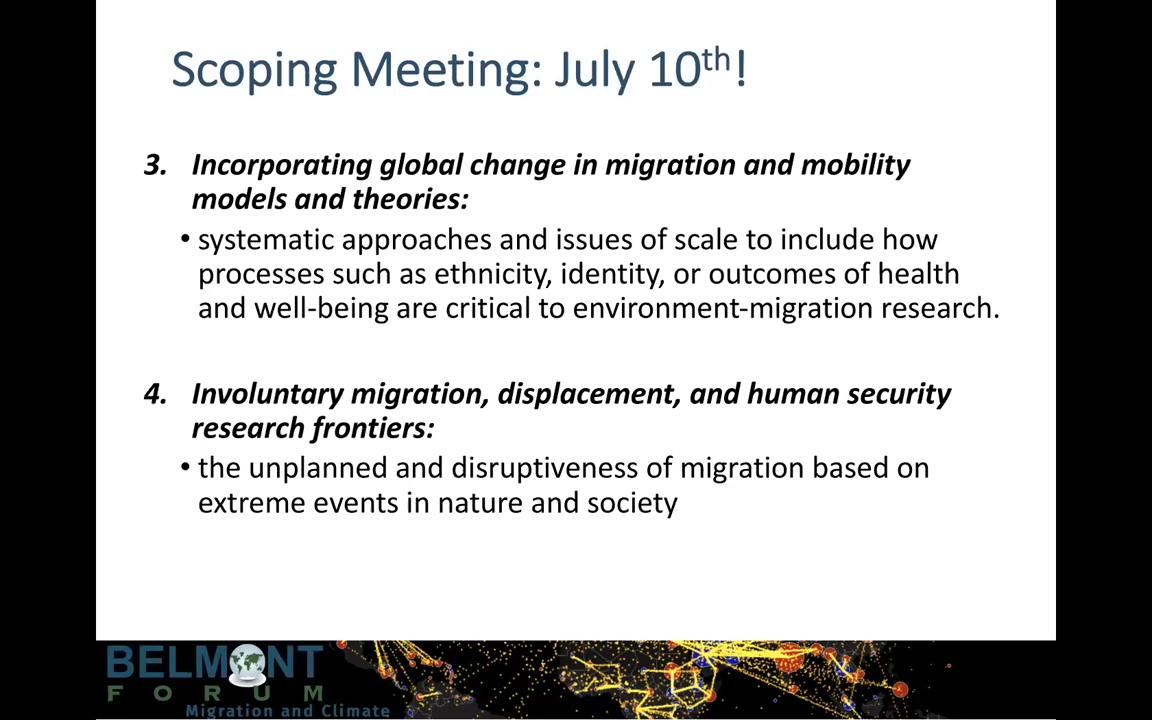 Scoping Meeting: July 10th!
3. Incorporating global change in migration and mobility
models and theories:
• systematic approaches and issues of scale to include how
processes such as ethnicity, identity, or outcomes of health
and well-being are critical to environment-migration research.
4. Involuntary migration, displacement, and human security
research frontiers:
• the unplanned and disruptiveness of migration based on
extreme events in nature and society
BELMONT
FORUM
Migration and Climate